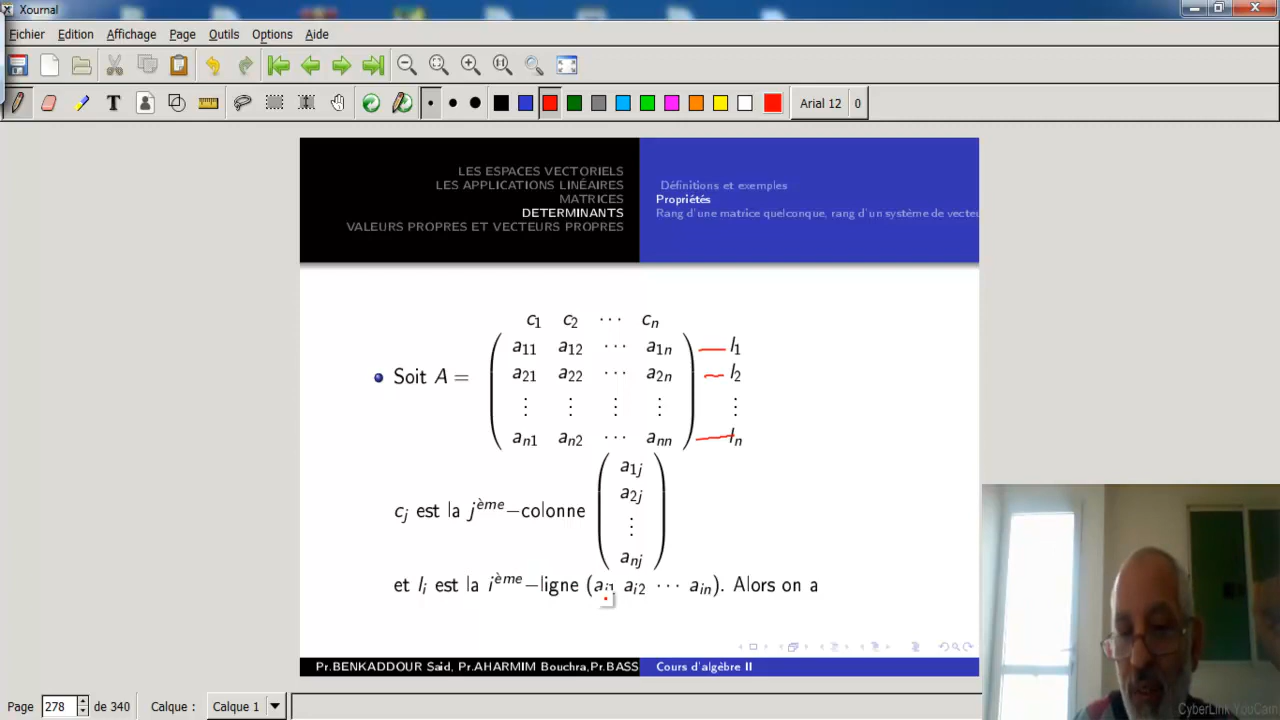 Xournal
Fichier Edition Affichage Page Outils Options Aide
Arial 12 0
LES ESPACES VECTORIELS
LES APPLICATIONS LINÉAIRES
MATRICES
DETERMINANTS
VALEURS PROPRES ET VECTEURS PROPRES
Définitions et exemples
Propriétés
Rang d'une matrice quelconque, rang d'un système de vecteu
c1 c2 ··· cn
a11 a12 ··· a1n l1
Soit A =
a21 a22 ··· a2n l2
⋮ ⋮ ⋮ ⋮ ⋮
an1 an2 ··· ann ln
a1j
a2j
cj est la jème−colonne
⋮
anj
et li est la ième−ligne (ai1 ai2 ··· ain). Alors on a
Pr.BENKADDOUR Said, Pr.AHARMIM Bouchra,Pr.BASS
Cours d'algèbre II
Page 278 de 340 Calque : Calque 1
CyberLink YouCam